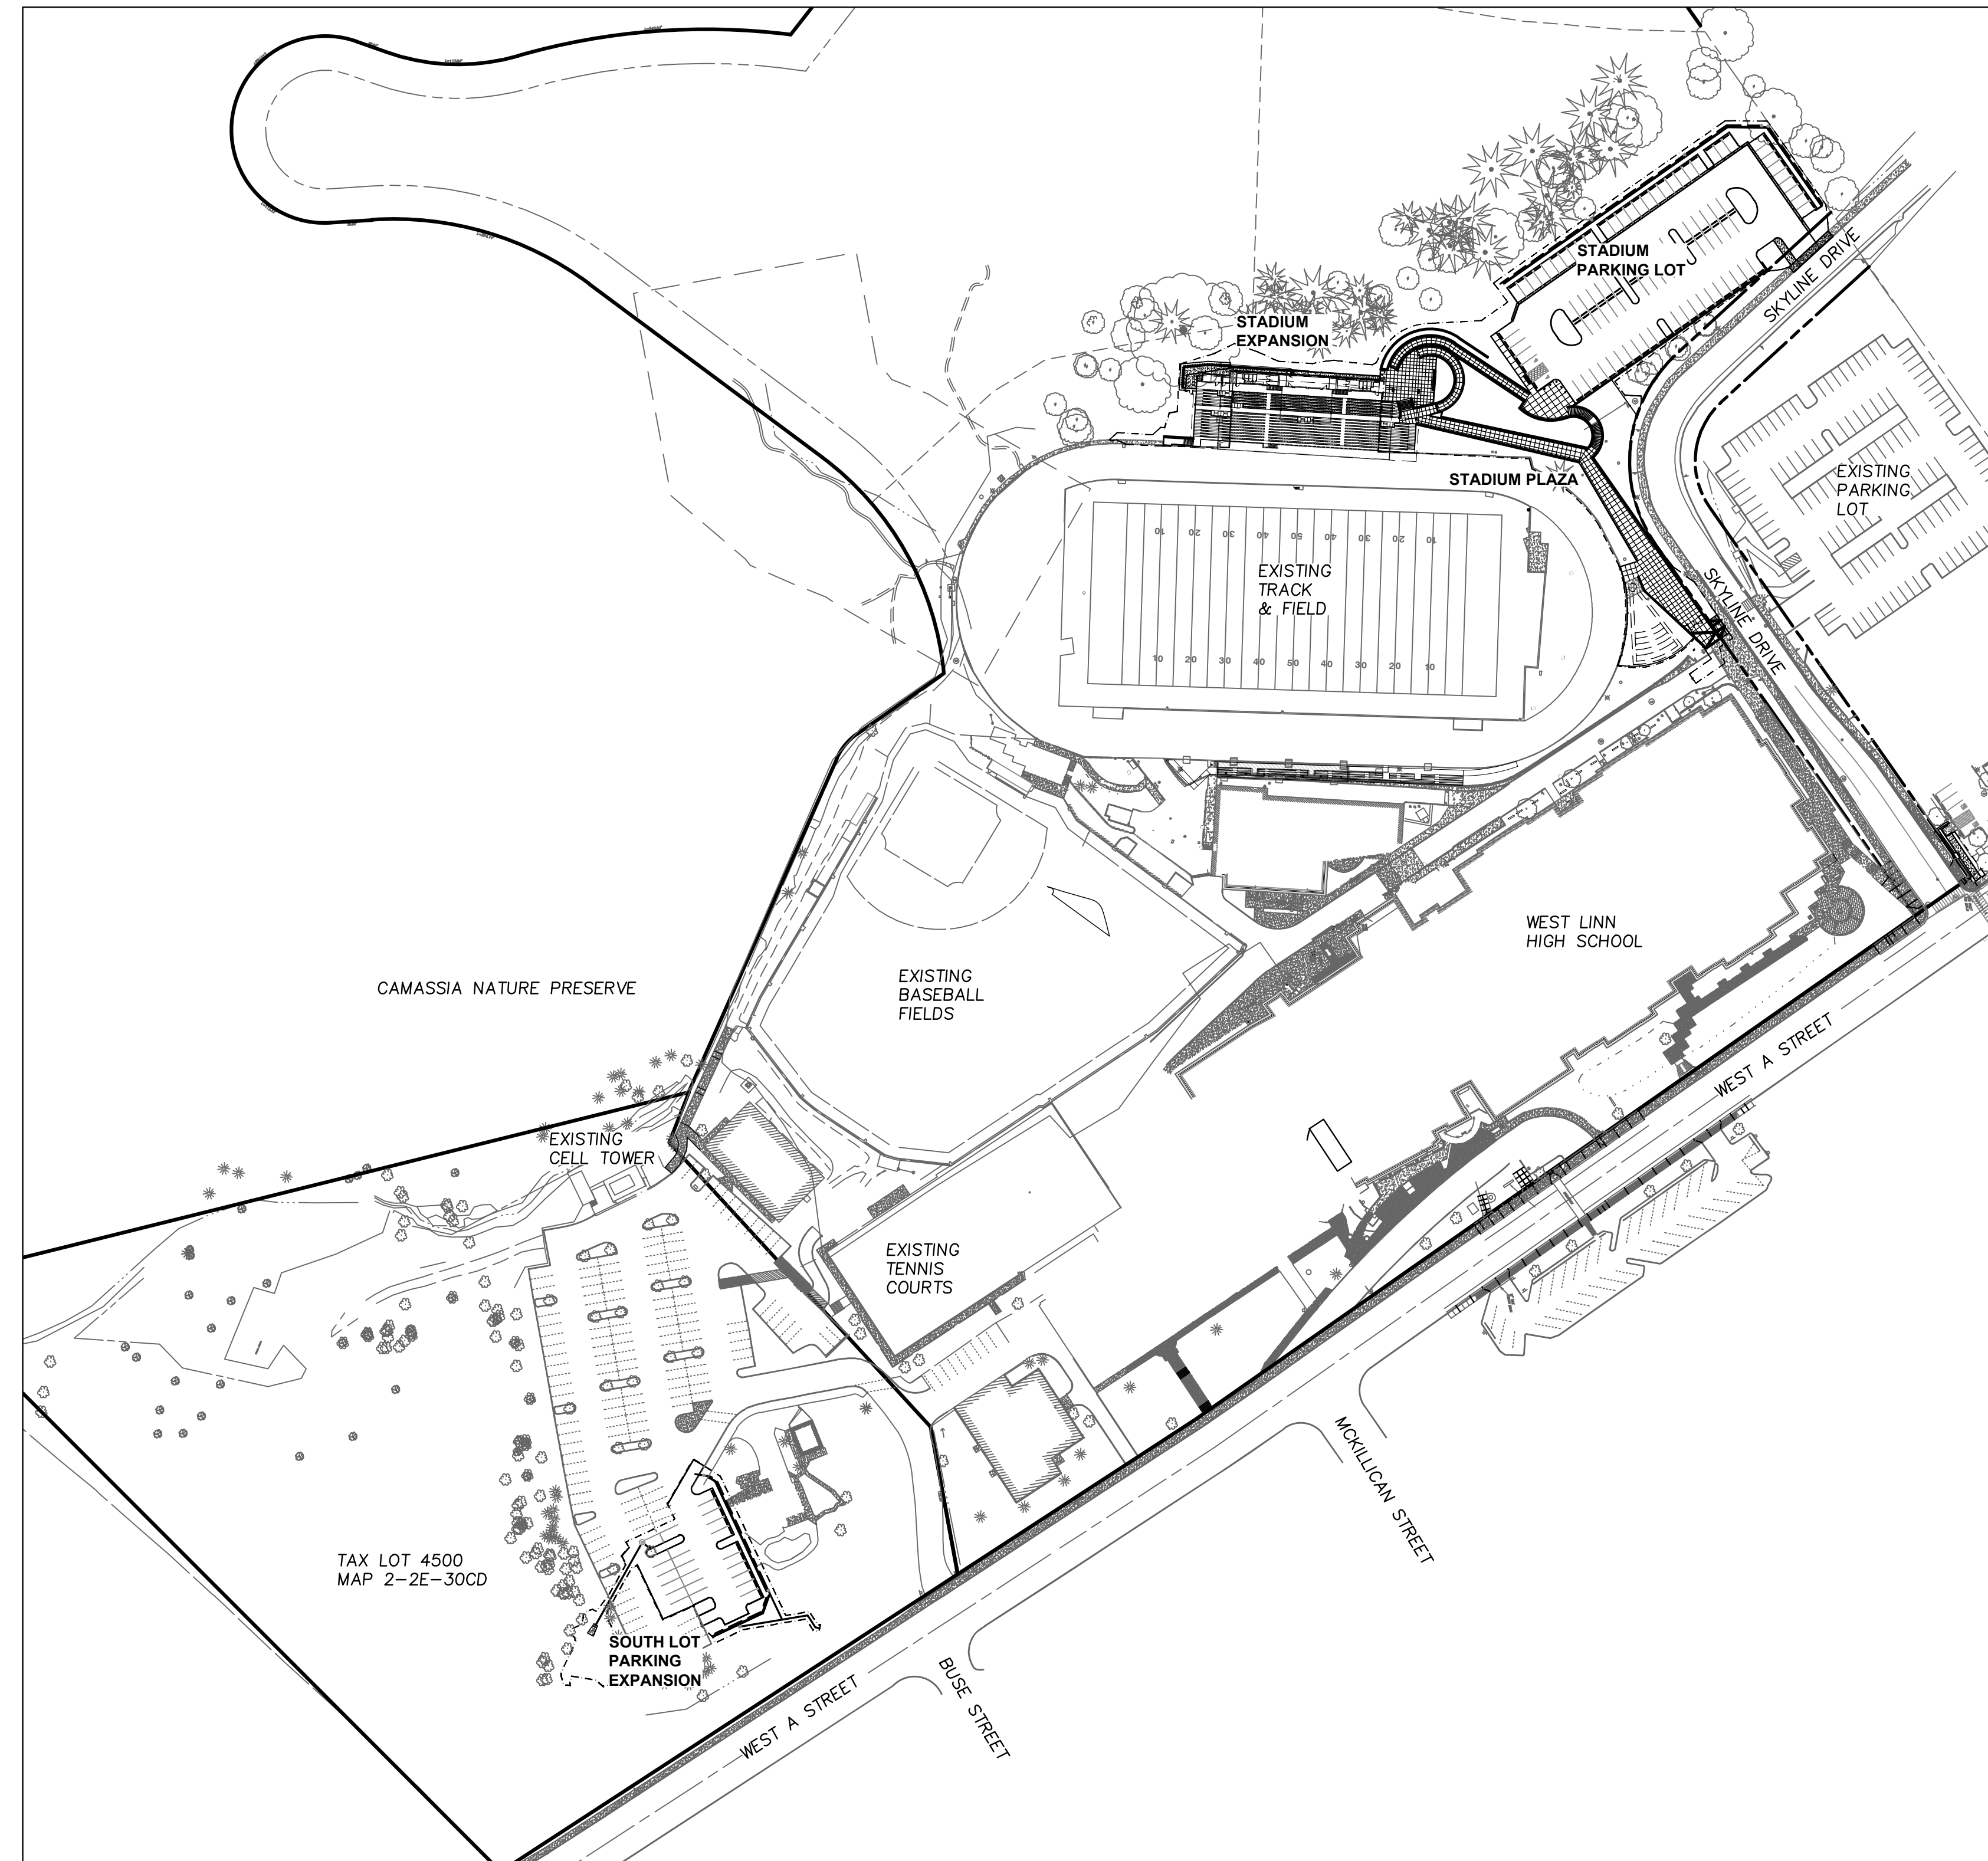 STADIUM
PARKING LOT
SKYLINE DRIVE
STADIUM
EXPANSION
EXISTING
PARKING
LOT
STADIUM PLAZA
10 20 30 40 50 40 30 20 10
EXISTING
TRACK
& FIELD
SKYLINE DRIVE
10 20 30 40 50 40 30 20 10
WEST LINN
HIGH SCHOOL
EXISTING
BASEBALL
FIELDS
CAMASSIA NATURE PRESERVE
WEST A STREET
EXISTING
CELL TOWER
EXISTING
TENNIS
COURTS
MCKILLICAN STREET
TAX LOT 4500
MAP 2-2E-30CD
SOUTH LOT
PARKING
EXPANSION
BUSE STREET
WEST A STREET